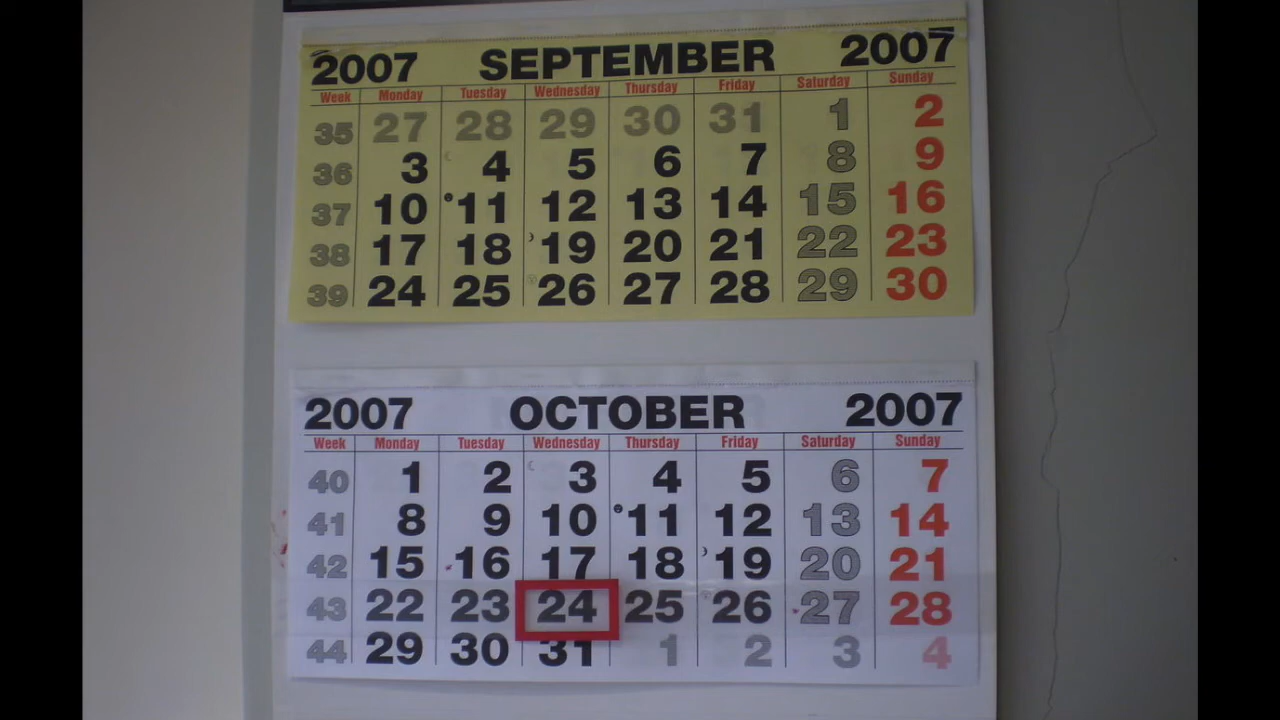 2007 SEPTEMBER 2007
Week Monday Tuesday Wednesday Thursday Friday Saturday Sunday
35 27 28 29 30 31 1 2
36 3 4 5 6 7 8 9
37 10 11 12 13 14 15 16
38 17 18 19 20 21 22 23
39 24 25 26 27 28 29 30
2007 OCTOBER 2007
Week Monday Tuesday Wednesday Thursday Friday Saturday Sunday
40 1 2 3 4 5 6 7
41 8 9 10 11 12 13 14
42 15 16 17 18 19 20 21
43 22 23 24 25 26 27 28
44 29 30 31 1 2 3 4